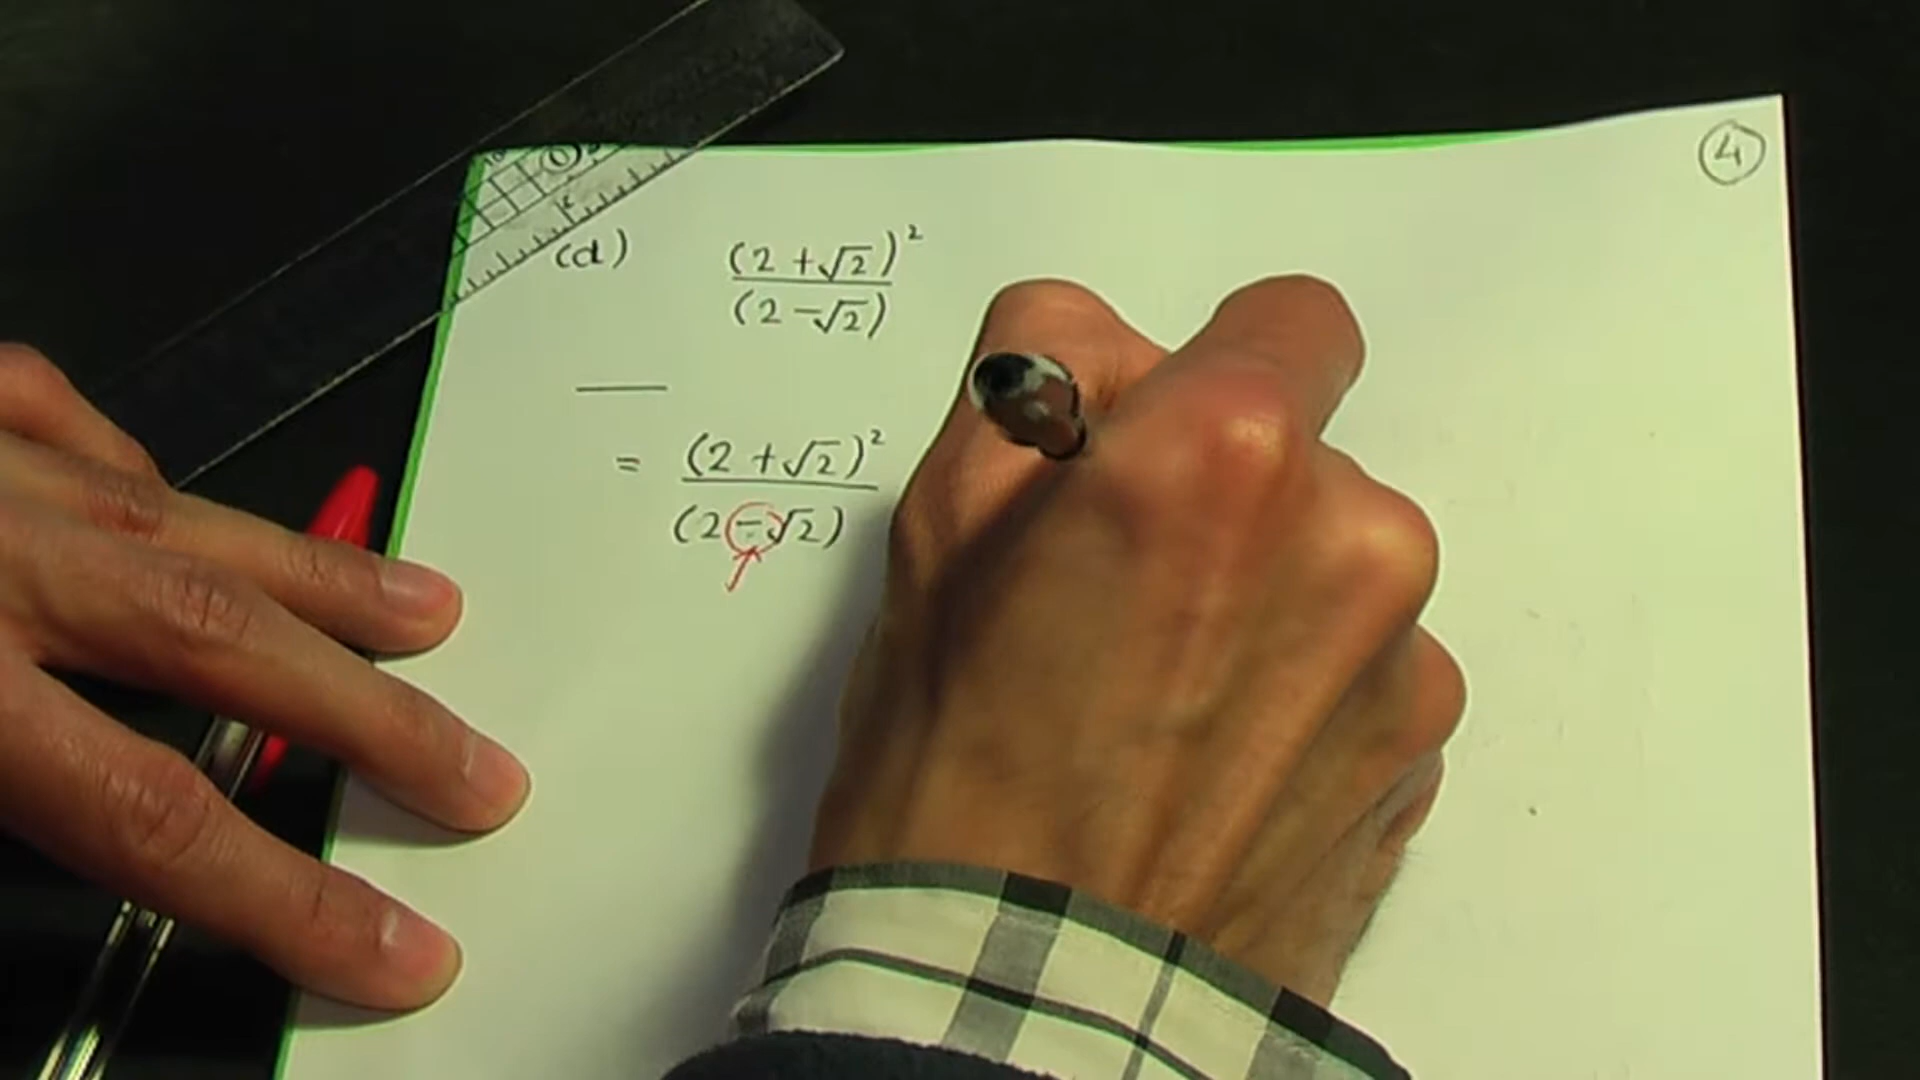 ④
(d) (2 + √2)²
(2 - √2)
= (2 + √2)²
(2 - √2)